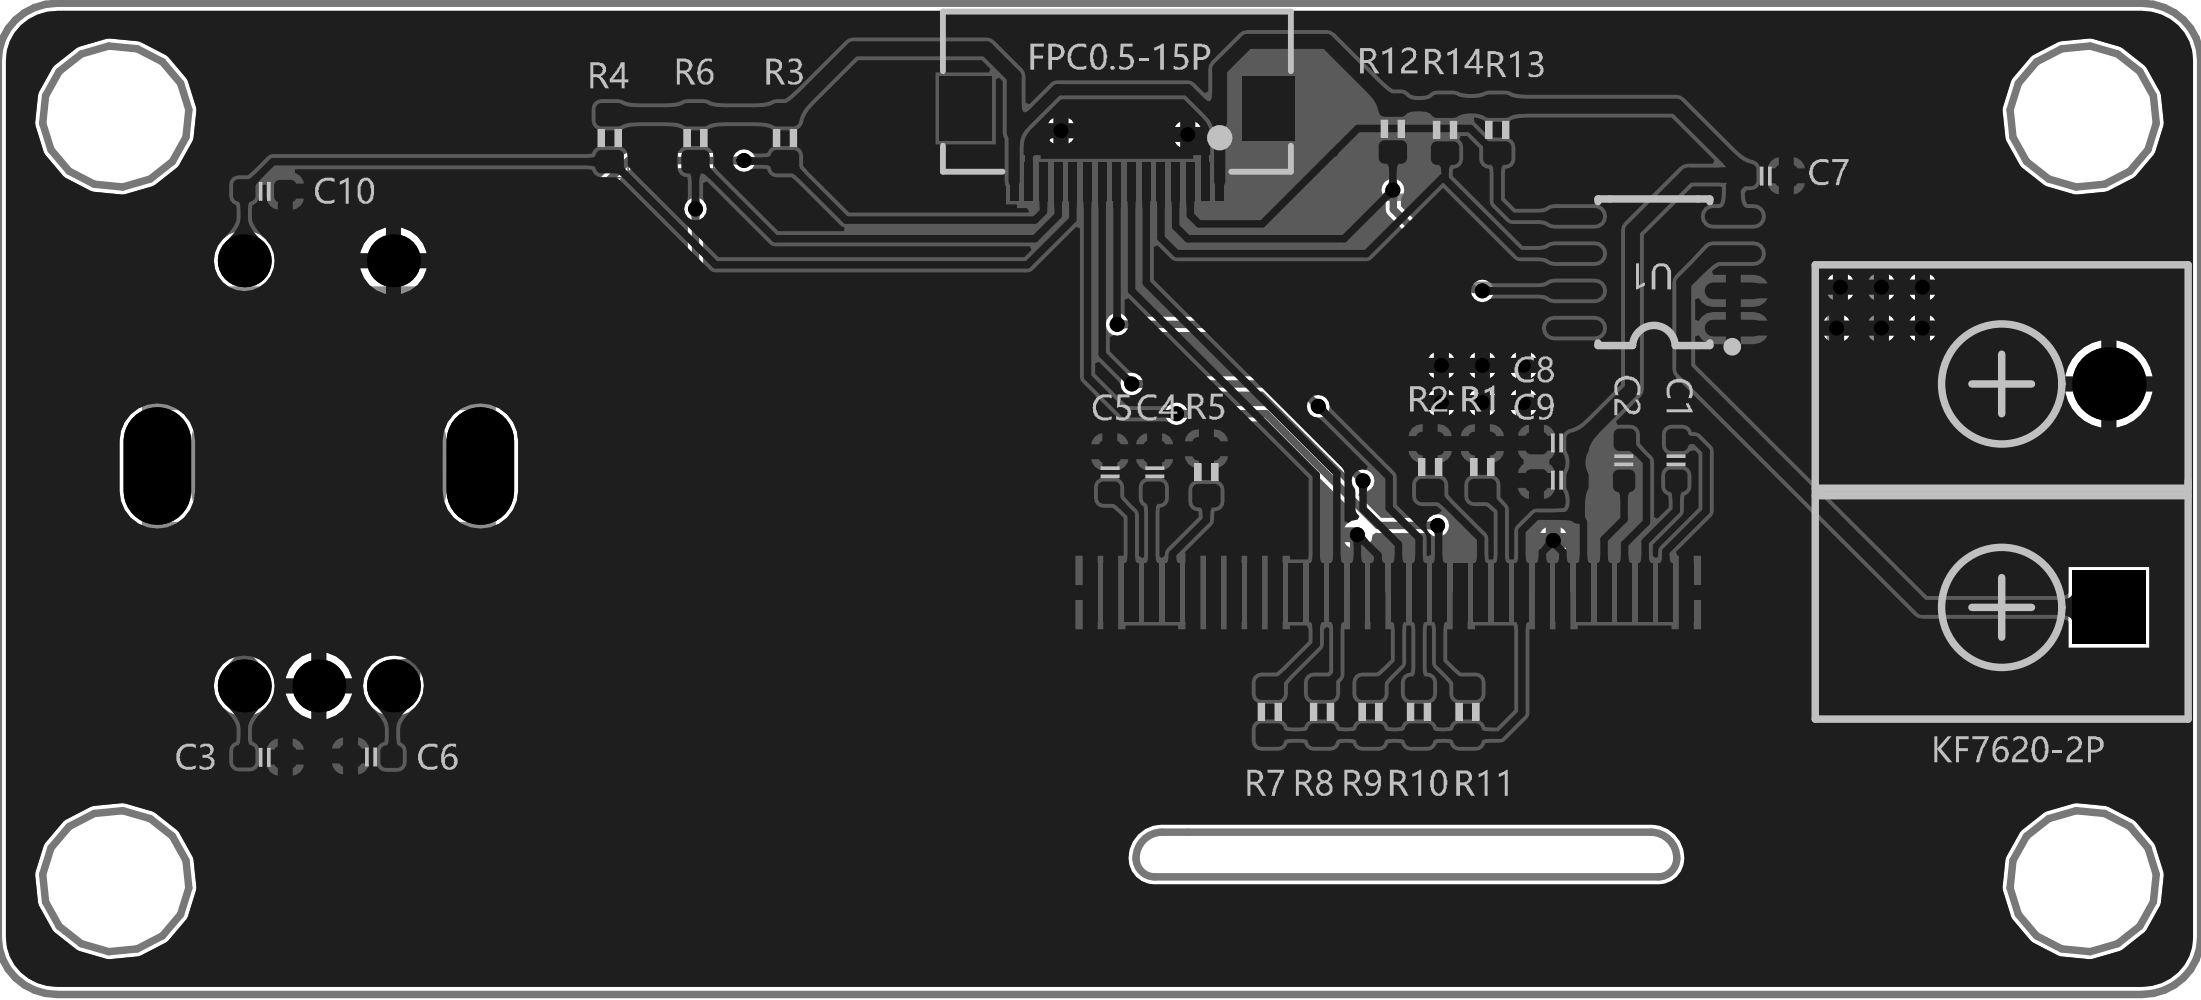 FPC0.5-15P
R4
R6
R3
R12
R14
R13
C7
C10
U1
C8
C9
R2
R1
C2
C1
C5
C4
R5
C3
C6
KF7620-2P
R7
R8
R9
R10
R11